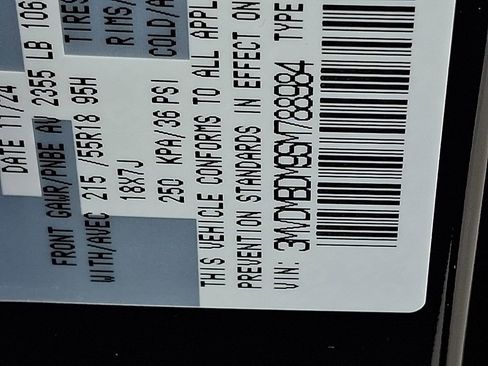 DATE 11/24
FRONT GAWR/PNBE AV 2355 LB 106
WITH/AVEC 215 /55R18 95H TIRES
18X7J RIMS/
250 KPA/36 PSI COLD/A
THIS VEHICLE CONFORMS TO ALL APPL
PREVENTION STANDARDS IN EFFECT ON
VIN: 3MVDMBDM9SM788984 TYPE